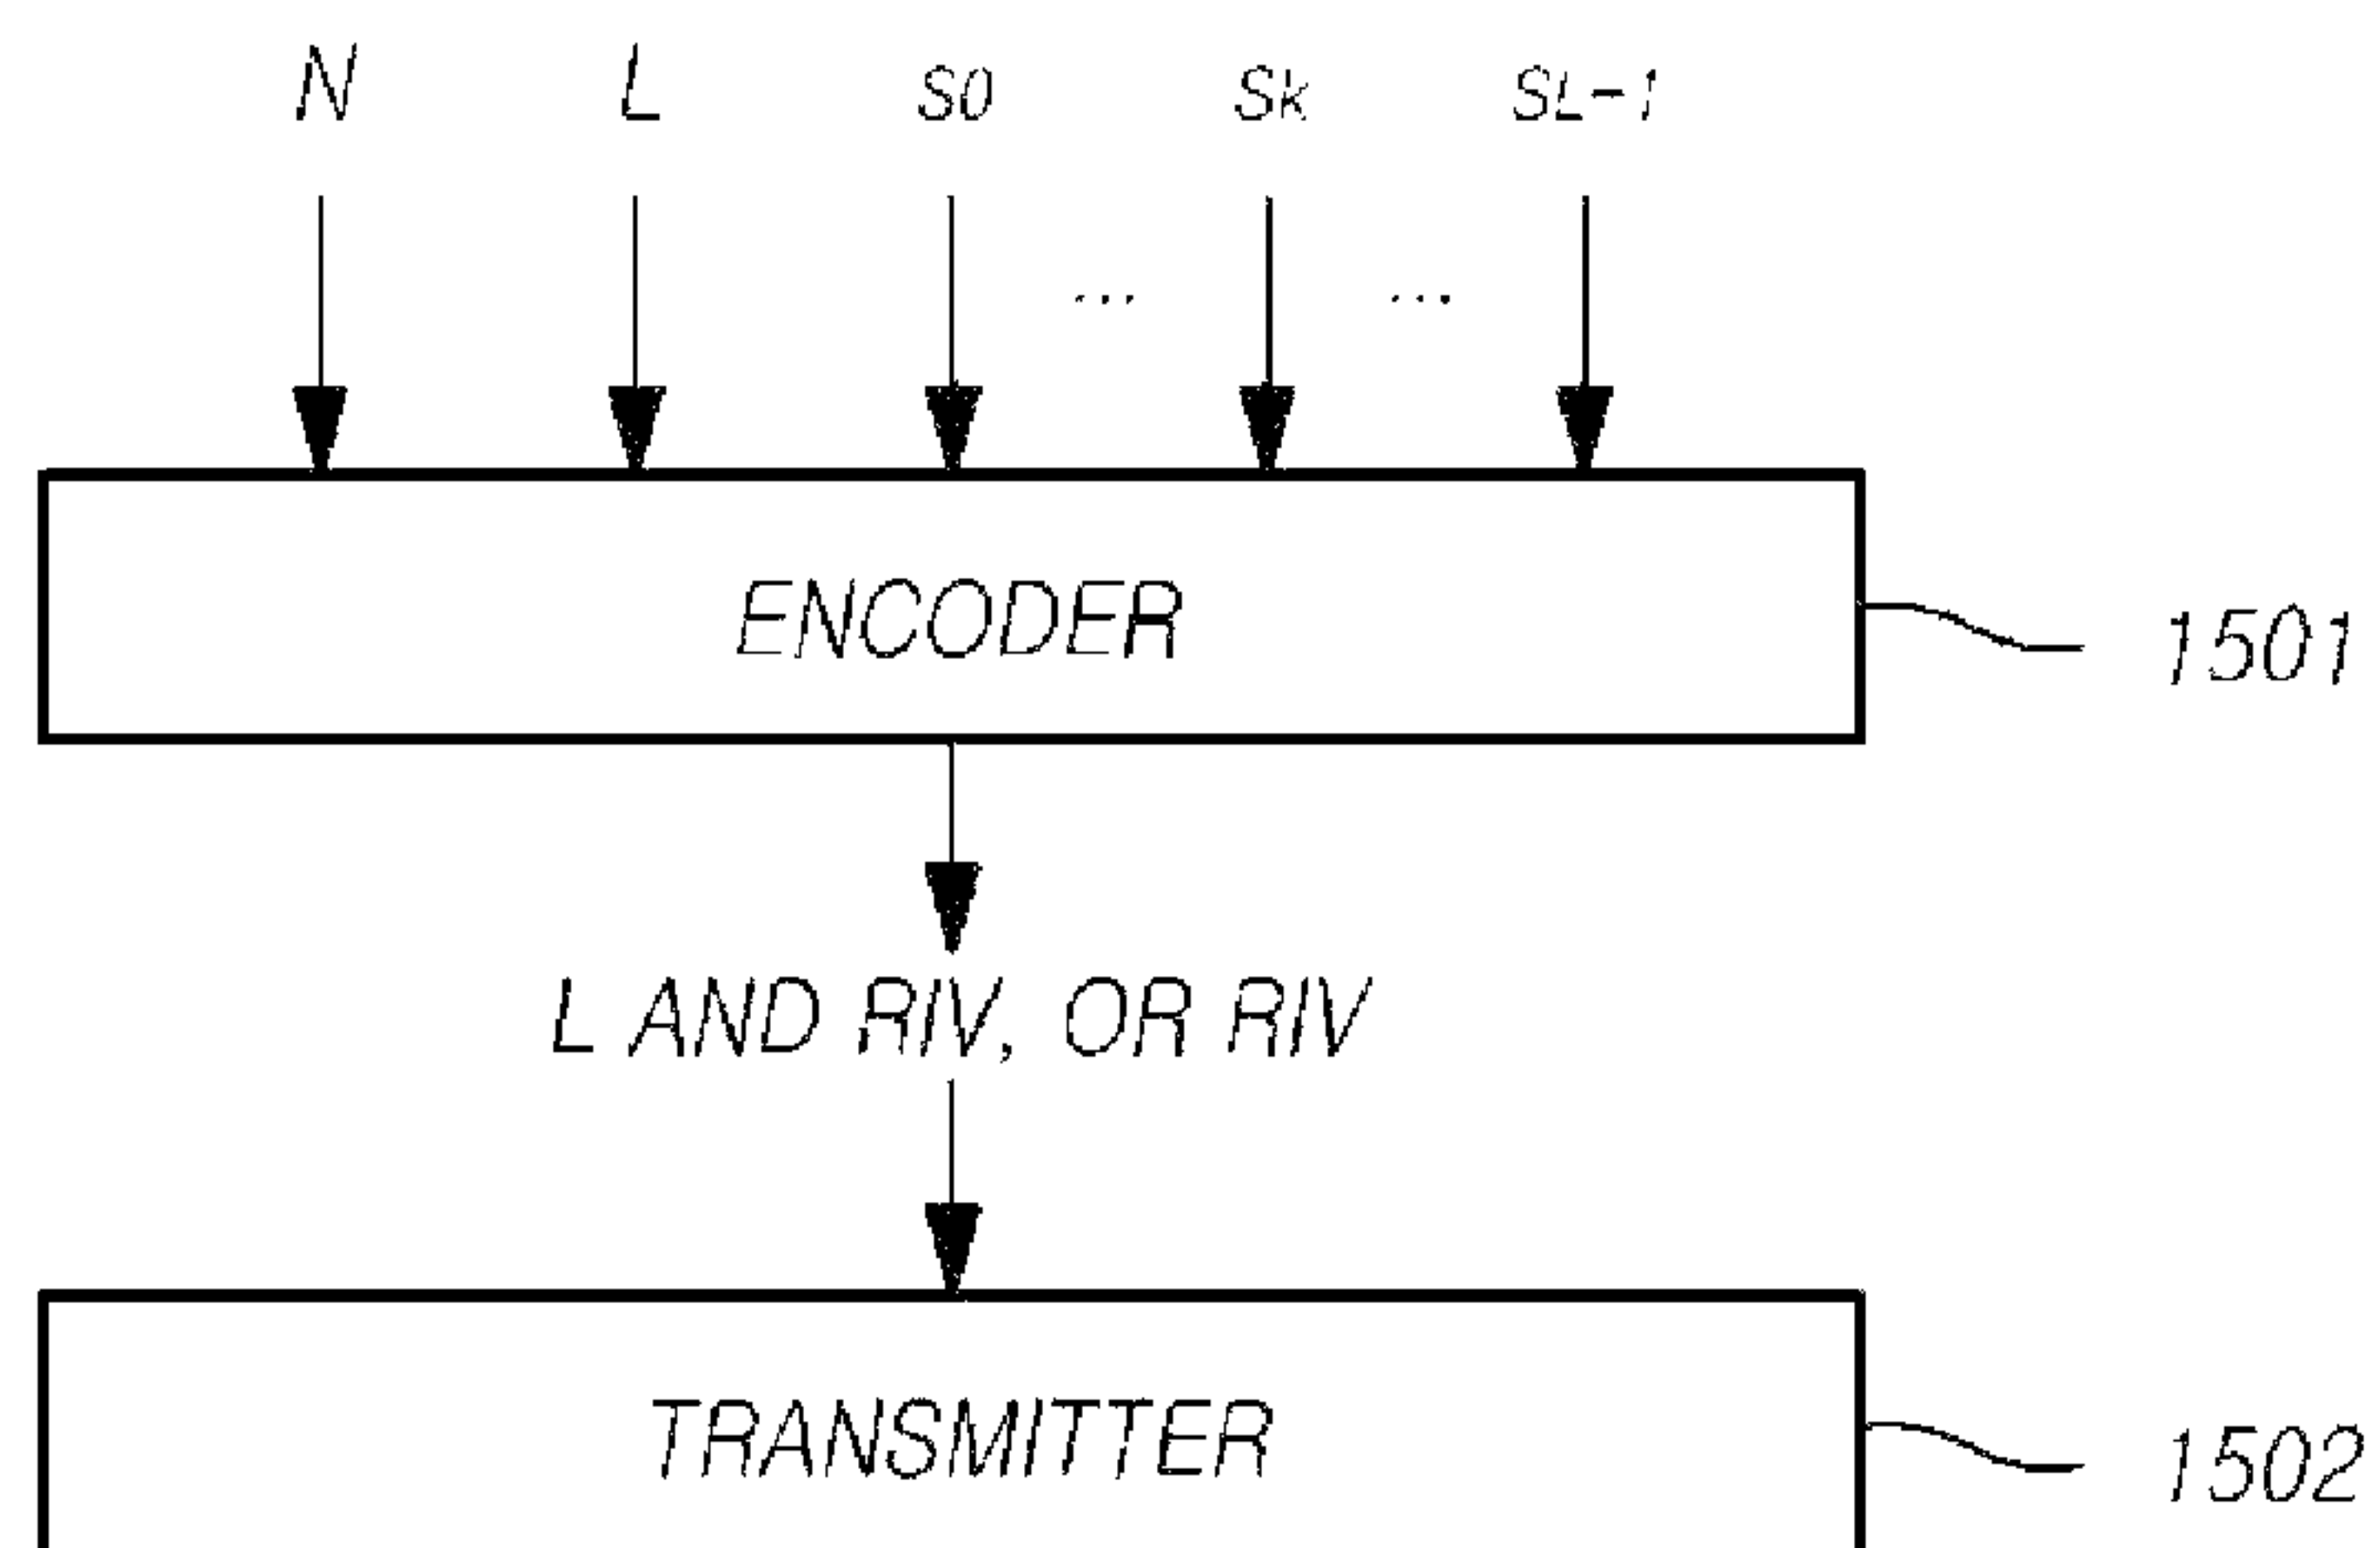 N L S0 Sk SL-1
... ...
ENCODER
1501
L AND RIV, OR RIV
TRANSMITTER
1502